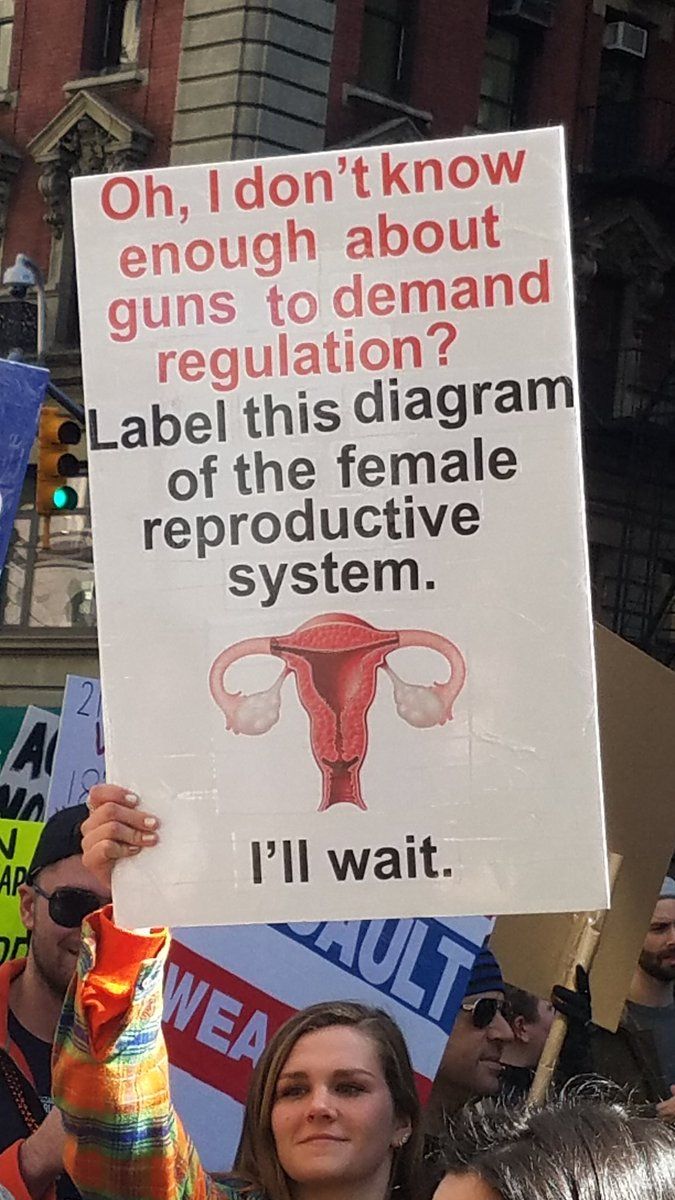 Oh, I don't know
enough about
guns to demand
regulation?
Label this diagram
of the female
reproductive
system.
I'll wait.
AULT
WEA